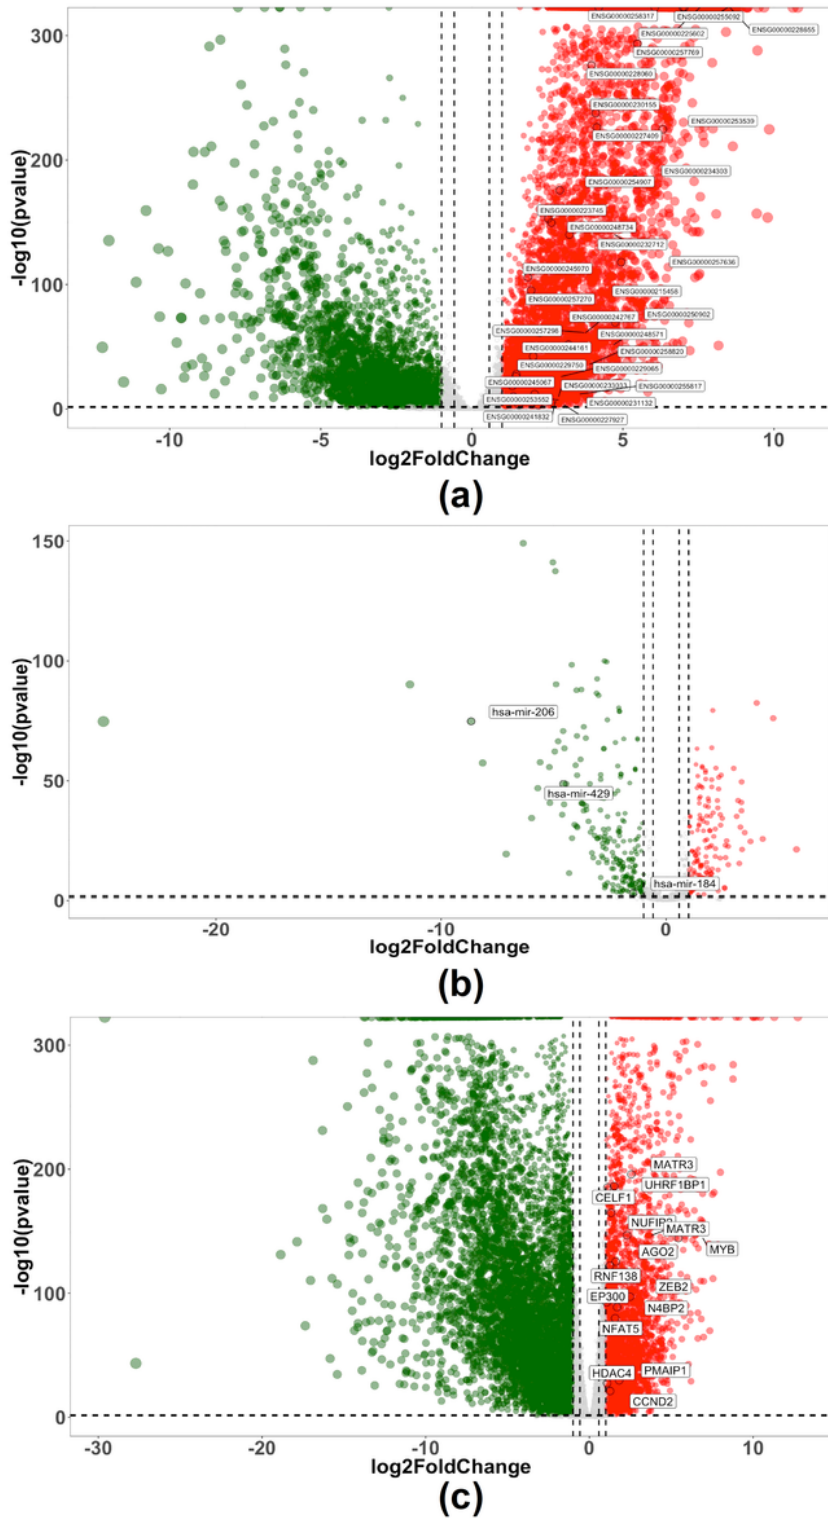 300
200
100
0
-log10(pvalue)
ENSG00000258317
ENSG00000255092
ENSG00000225602
ENSG00000228655
ENSG00000257769
ENSG00000228060
ENSG00000230155
ENSG00000253539
ENSG00000227409
ENSG00000234303
ENSG00000254907
ENSG00000223745
ENSG00000248734
ENSG00000232712
ENSG00000257636
ENSG00000245970
ENSG00000215458
ENSG00000257270
ENSG00000250902
ENSG00000242767
ENSG00000257298
ENSG00000248571
ENSG00000244161
ENSG00000258820
ENSG00000229750
ENSG00000225065
ENSG00000245067
ENSG00000233033
ENSG00000255817
ENSG00000253552
ENSG00000231132
ENSG00000241832
ENSG00000227927
-10 -5 0 5 10
log2FoldChange
(a)
150
100
50
0
-log10(pvalue)
hsa-mir-206
hsa-mir-429
hsa-mir-184
-20 -10 0
log2FoldChange
(b)
300
200
100
0
-log10(pvalue)
MATR3
UHRF1BP1
CELF1
MATR3
MYB
AGO2
RNF138
ZEB2
EP300
N4BP2
NFAT5
HDAC4
PMAIP1
CCND2
-30 -20 -10 0 10
log2FoldChange
(c)